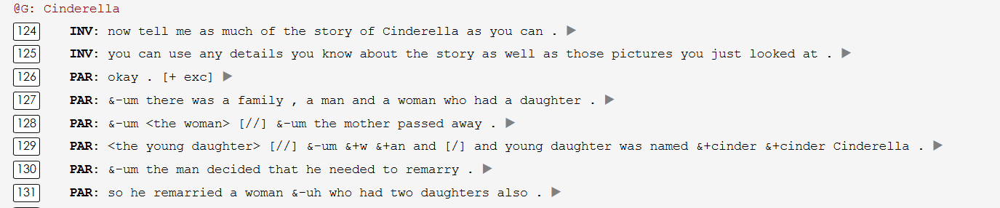 @G: Cinderella
124 INV: now tell me as much of the story of Cinderella as you can . ▶
125 INV: you can use any details you know about the story as well as those pictures you just looked at . ▶
126 PAR: okay . [+ exc] ▶
127 PAR: &-um there was a family , a man and a woman who had a daughter . ▶
128 PAR: &-um <the woman> [//] &-um the mother passed away . ▶
129 PAR: <the young daughter> [//] &-um &+w &+an and [/] and young daughter was named &+cinder &+cinder Cinderella . ▶
130 PAR: &-um the man decided that he needed to remarry . ▶
131 PAR: so he remarried a woman &-uh who had two daughters also . ▶